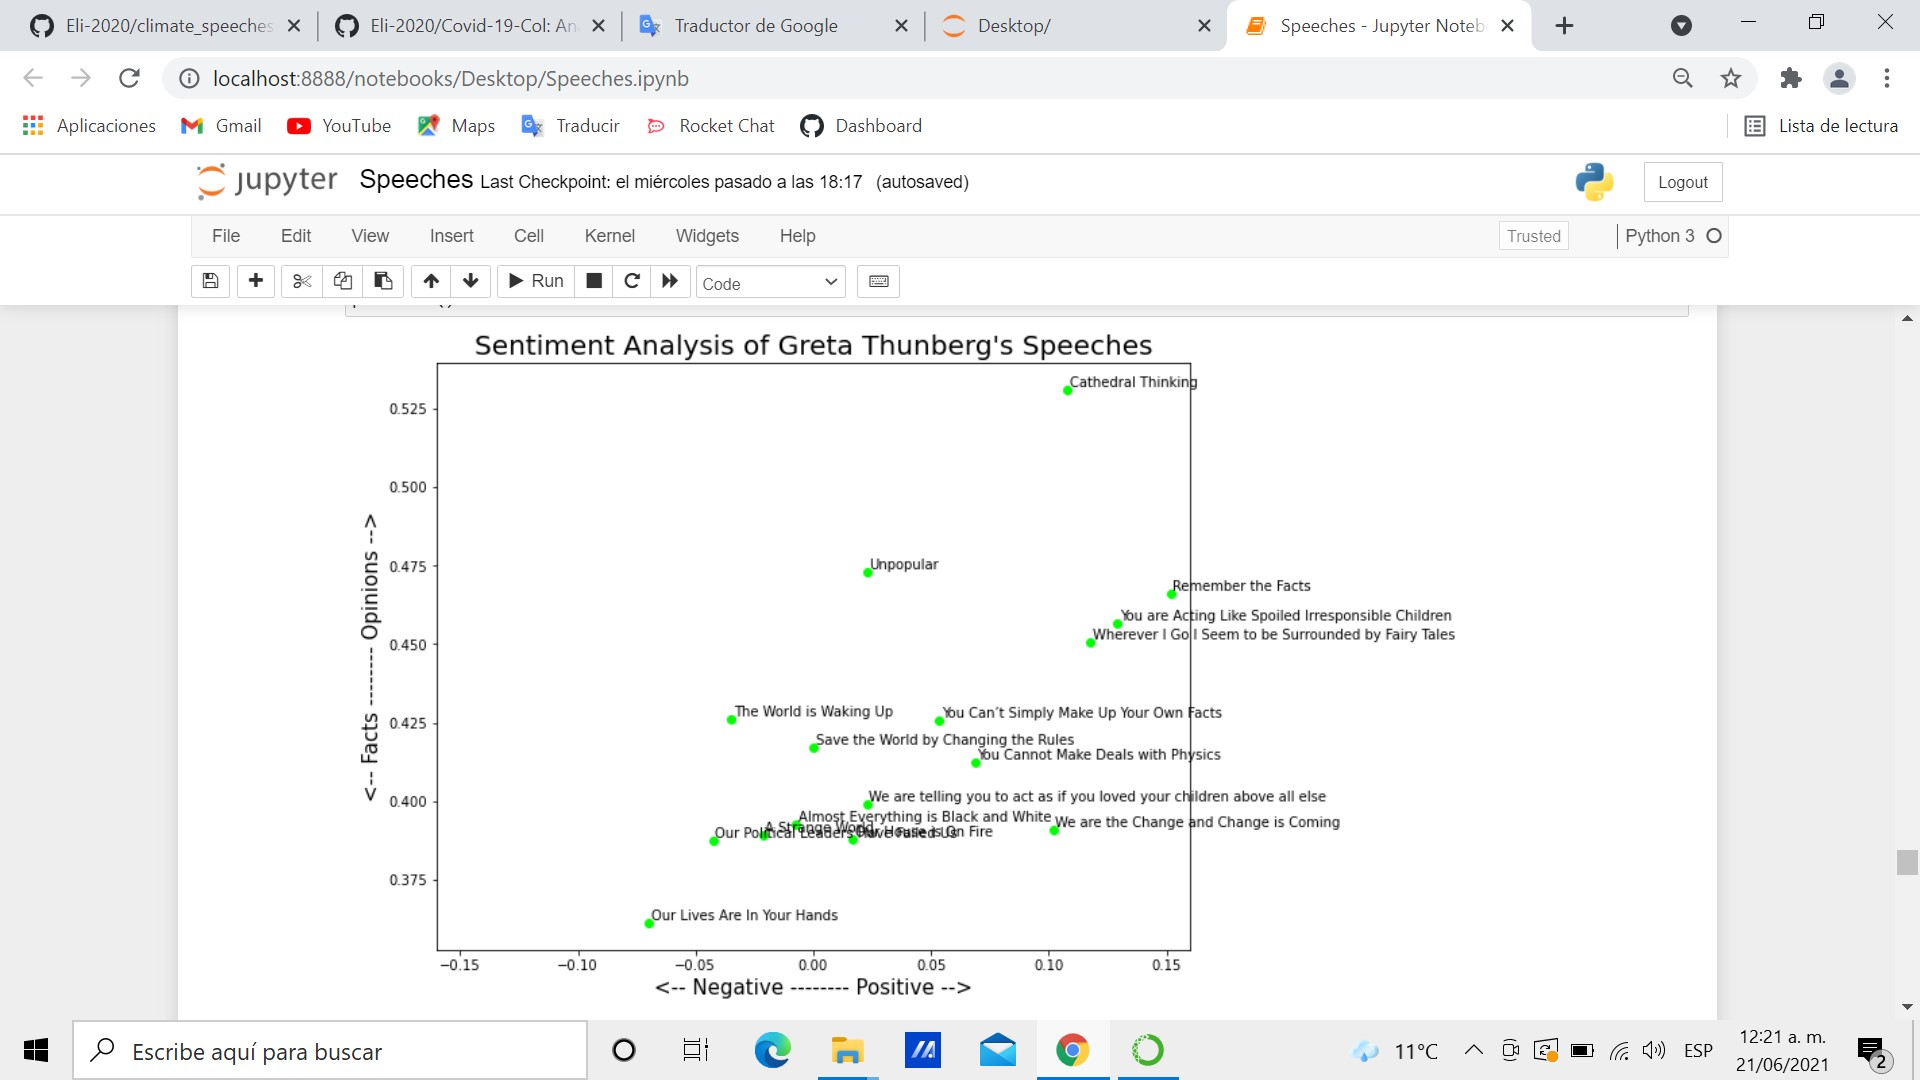 Eli-2020/climate_speeches
Eli-2020/Covid-19-Col: An
Traductor de Google
Desktop/
Speeches - Jupyter Noteb
localhost:8888/notebooks/Desktop/Speeches.ipynb
Aplicaciones
Gmail
YouTube
Maps
Traducir
Rocket Chat
Dashboard
Lista de lectura
jupyter
Speeches Last Checkpoint: el miércoles pasado a las 18:17 (autosaved)
Logout
File
Edit
View
Insert
Cell
Kernel
Widgets
Help
Trusted
Python 3
Run
Code
Sentiment Analysis of Greta Thunberg's Speeches
Cathedral Thinking
0.525
0.500
Unpopular
0.475
Remember the Facts
You are Acting Like Spoiled Irresponsible Children
Wherever I Go I Seem to be Surrounded by Fairy Tales
0.450
The World is Waking Up
You Can’t Simply Make Up Your Own Facts
0.425
Save the World by Changing the Rules
You Cannot Make Deals with Physics
We are telling you to act as if you loved your children above all else
0.400
Almost Everything is Black and White
We are the Change and Change is Coming
A Strange World
Our Political Leaders Have Failed Us
Our House is On Fire
0.375
Our Lives Are In Your Hands
<-- Facts --------- Opinions -->
−0.15
−0.10
−0.05
0.00
0.05
0.10
0.15
<-- Negative -------- Positive -->
Escribe aquí para buscar
11°C
ESP
12:21 a. m.
21/06/2021
2